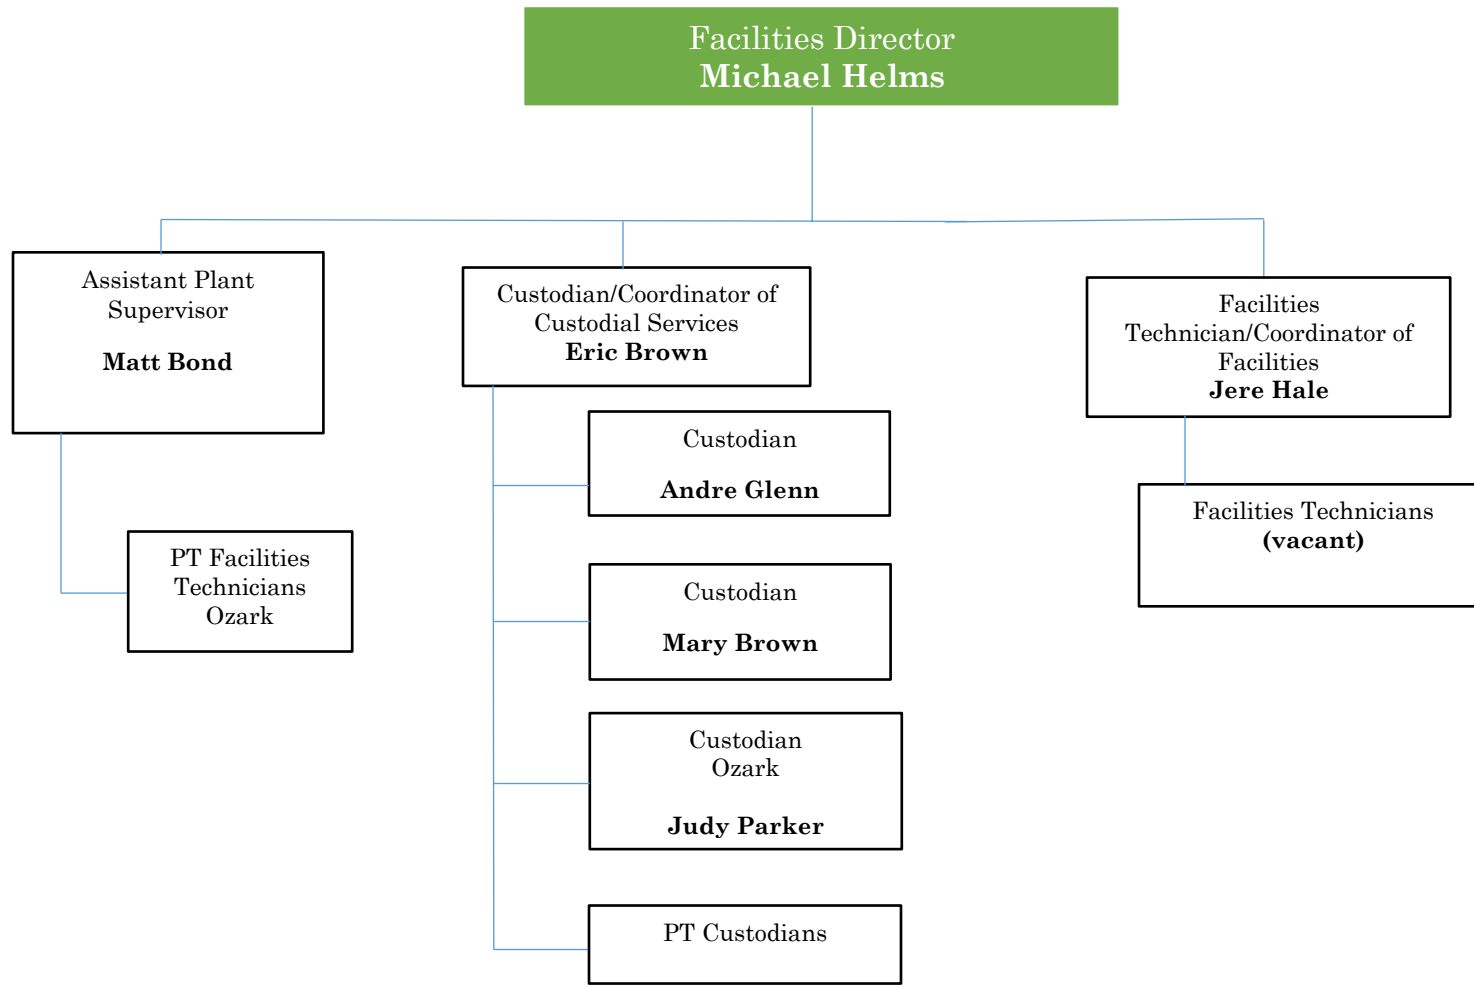 Facilities Director
Michael Helms
Assistant Plant
Supervisor
Matt Bond
PT Facilities
Technicians
Ozark
Custodian/Coordinator of
Custodial Services
Eric Brown
Custodian
Andre Glenn
Custodian
Mary Brown
Custodian
Ozark
Judy Parker
PT Custodians
Facilities
Technician/Coordinator of
Facilities
Jere Hale
Facilities Technicians
(vacant)